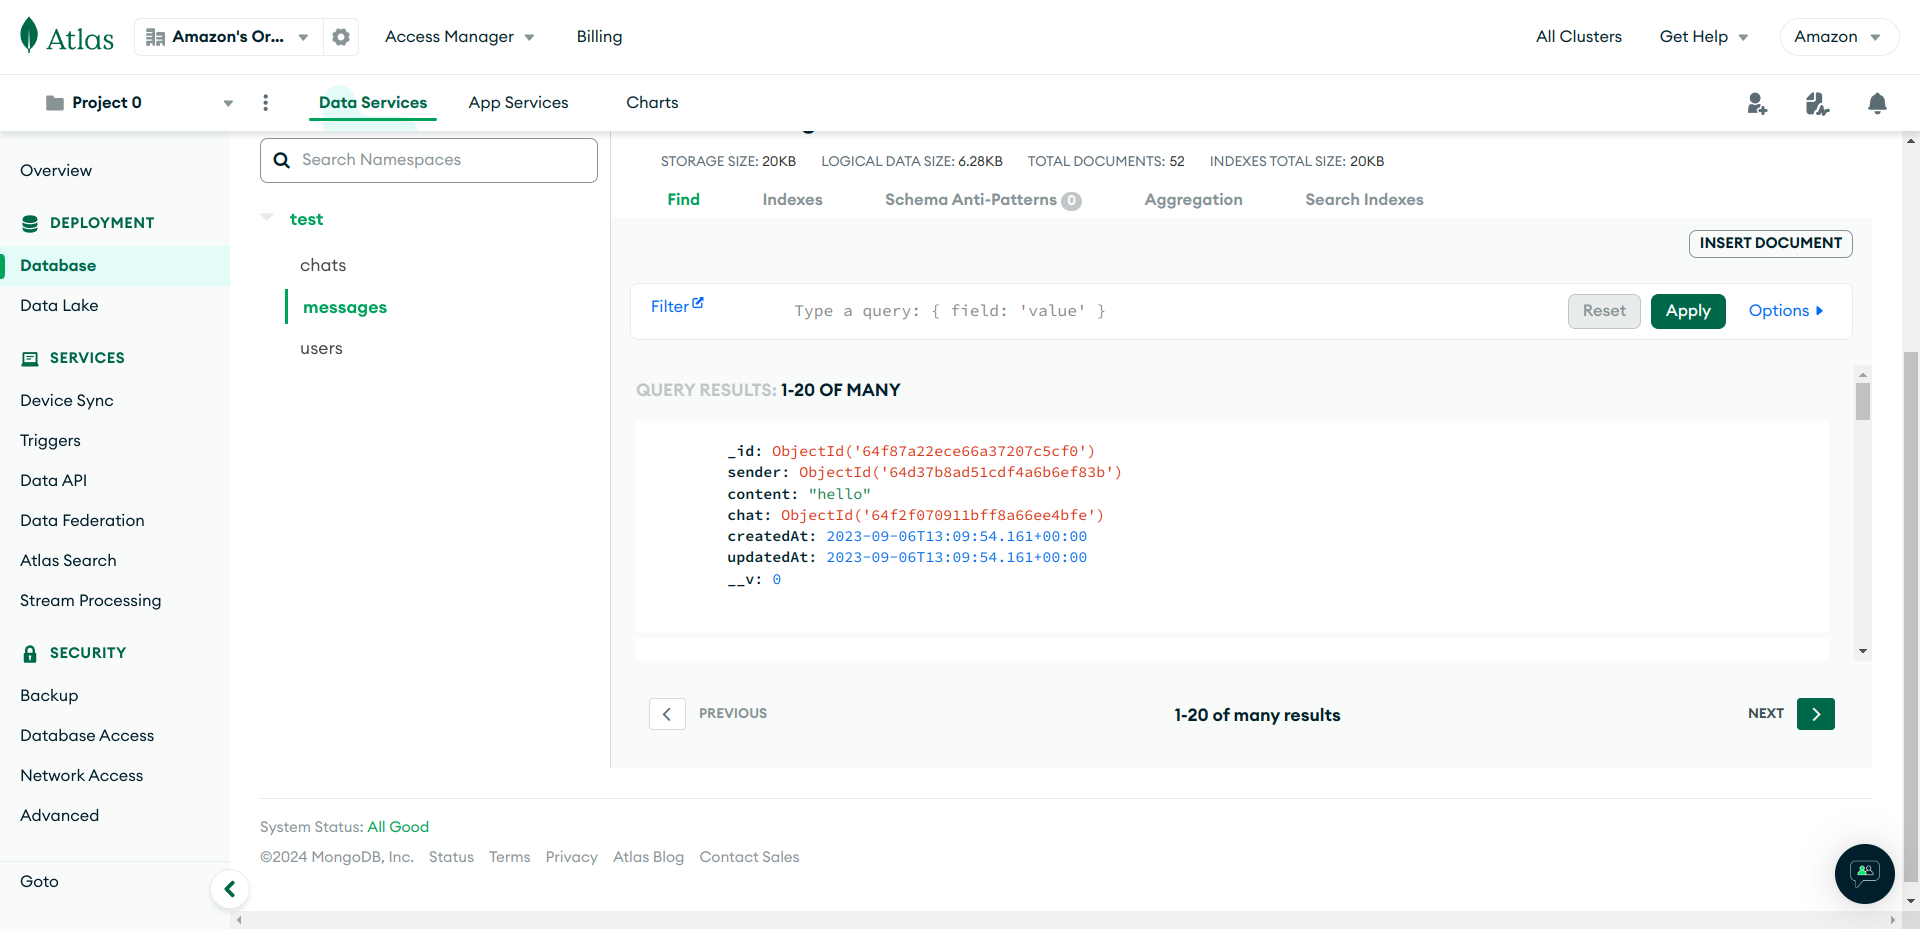 Atlas
Amazon's Or...
Access Manager
Billing
All Clusters
Get Help
Amazon
Project 0
Data Services
App Services
Charts
Overview
DEPLOYMENT
Database
Data Lake
SERVICES
Device Sync
Triggers
Data API
Data Federation
Atlas Search
Stream Processing
SECURITY
Backup
Database Access
Network Access
Advanced
Goto
Search Namespaces
test
chats
messages
users
STORAGE SIZE: 20KB LOGICAL DATA SIZE: 6.28KB TOTAL DOCUMENTS: 52 INDEXES TOTAL SIZE: 20KB
Find
Indexes
Schema Anti-Patterns 0
Aggregation
Search Indexes
INSERT DOCUMENT
Filter
Type a query: { field: 'value' }
Reset
Apply
Options
QUERY RESULTS: 1-20 OF MANY
_id: ObjectId('64f87a22ece66a37207c5cf0')
sender: ObjectId('64d37b8ad51cdf4a6b6ef83b')
content: "hello"
chat: ObjectId('64f2f070911bff8a66ee4bfe')
createdAt: 2023-09-06T13:09:54.161+00:00
updatedAt: 2023-09-06T13:09:54.161+00:00
__v: 0
PREVIOUS
1-20 of many results
NEXT
System Status: All Good
©2024 MongoDB, Inc. Status Terms Privacy Atlas Blog Contact Sales